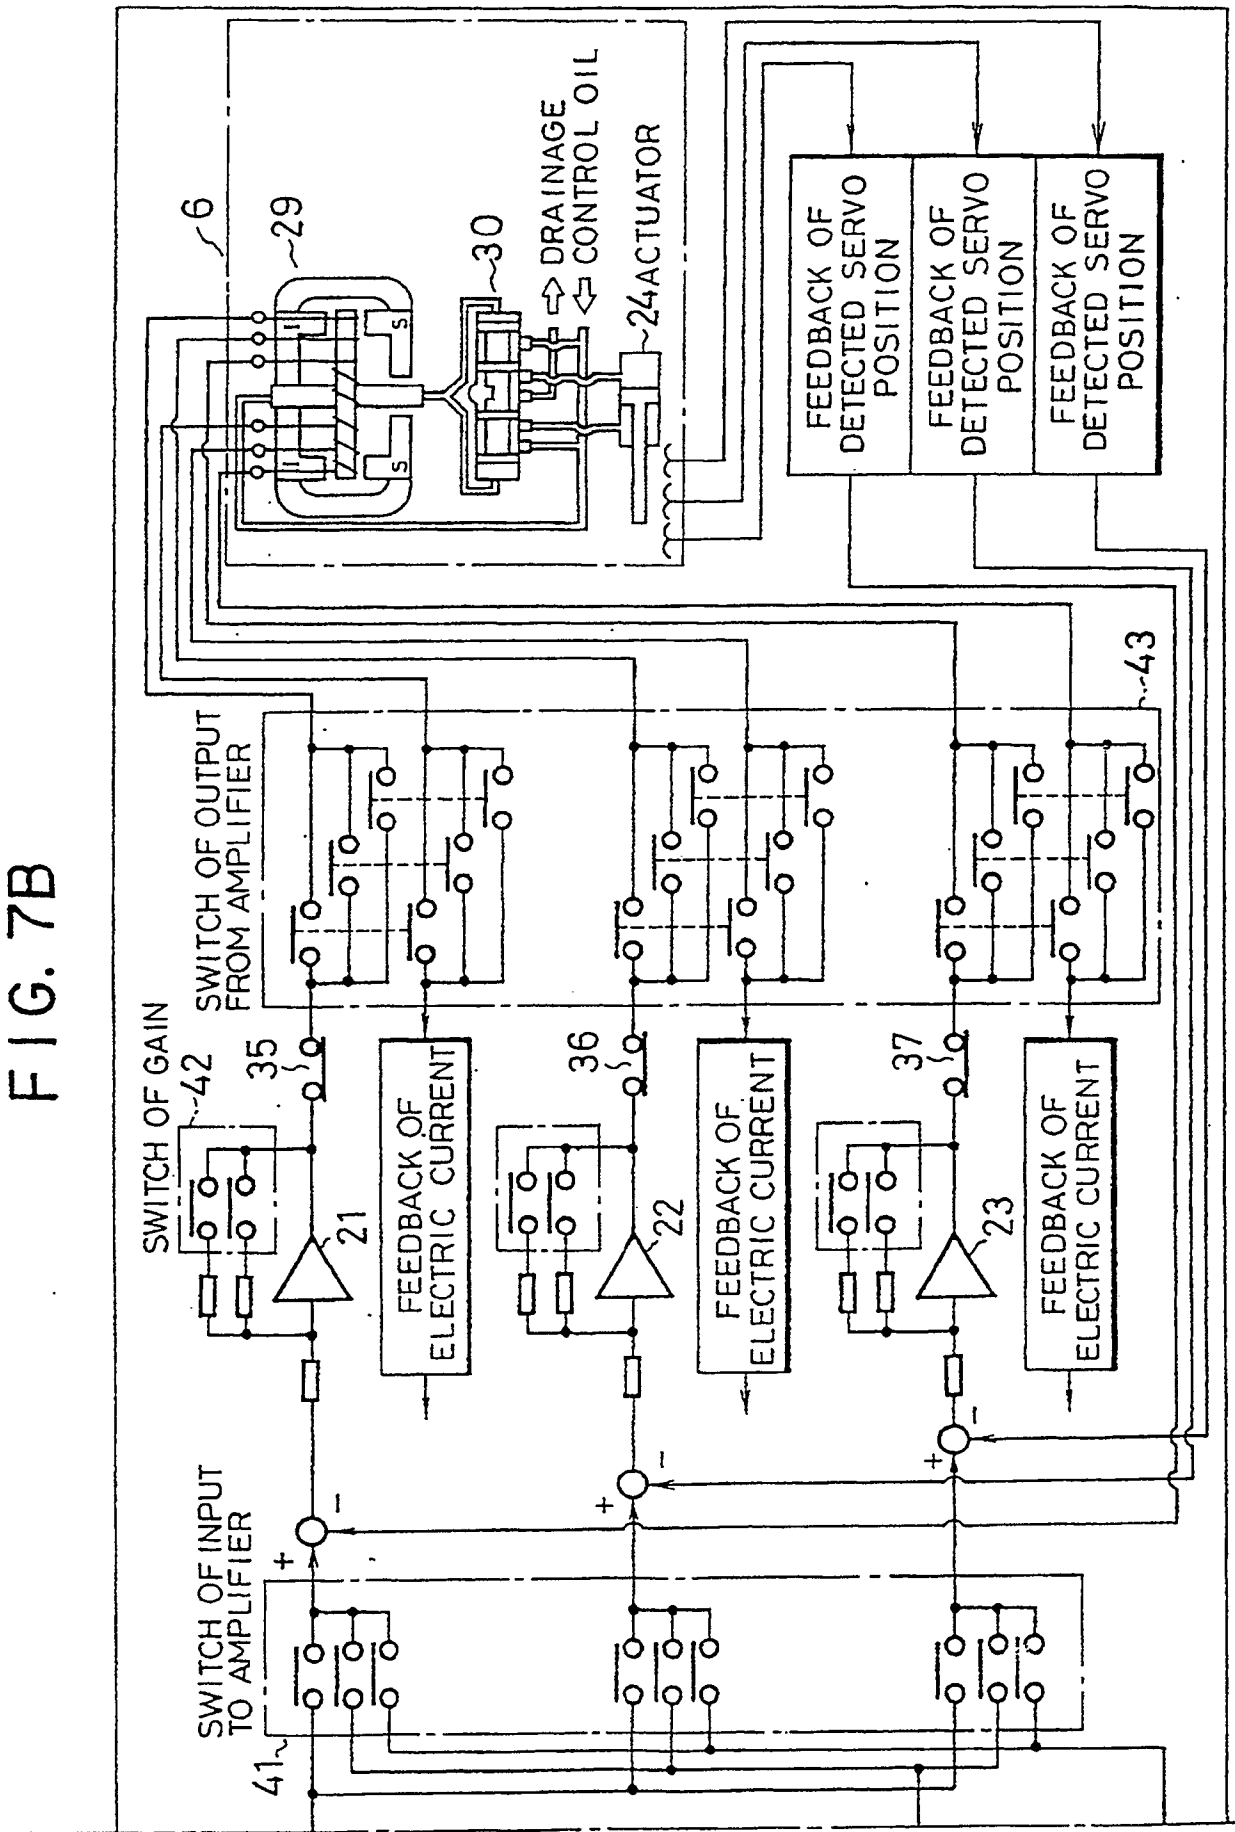 FIG. 7B
SWITCH OF INPUT
TO AMPLIFIER
41
+
-
+
-
+
-
SWITCH OF GAIN
42
21
22
23
35
36
37
FEEDBACK OF
ELECTRIC CURRENT
FEEDBACK OF
ELECTRIC CURRENT
FEEDBACK OF
ELECTRIC CURRENT
SWITCH OF OUTPUT
FROM AMPLIFIER
43
6
29
S
S
30
DRAINAGE
CONTROL OIL
24 ACTUATOR
FEEDBACK OF
DETECTED SERVO
POSITION
FEEDBACK OF
DETECTED SERVO
POSITION
FEEDBACK OF
DETECTED SERVO
POSITION